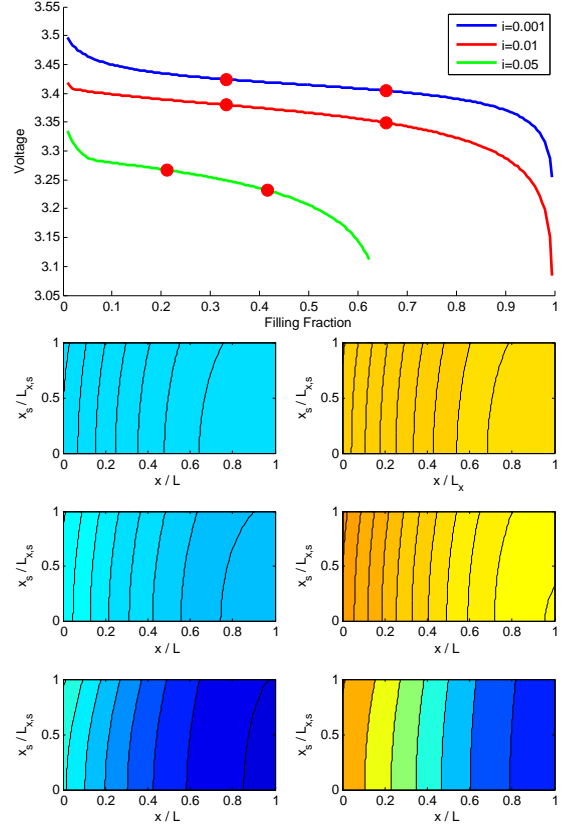 3.55
3.5
3.45
3.4
3.35
3.3
3.25
3.2
3.15
3.1
3.05
Voltage
i=0.001
i=0.01
i=0.05
0 0.1 0.2 0.3 0.4 0.5 0.6 0.7 0.8 0.9 1
Filling Fraction
1
0.5
0
x_s / L_{x,s}
0 0.2 0.4 0.6 0.8 1
x / L
1
0.5
0
x_s / L_{x,s}
0 0.2 0.4 0.6 0.8 1
x / L_x
1
0.5
0
x_s / L_{x,s}
0 0.2 0.4 0.6 0.8 1
x / L
1
0.5
0
x_s / L_{x,s}
0 0.2 0.4 0.6 0.8 1
x / L
1
0.5
0
x_s / L_{x,s}
0 0.2 0.4 0.6 0.8 1
x / L
1
0.5
0
x_s / L_{x,s}
0 0.2 0.4 0.6 0.8 1
x / L